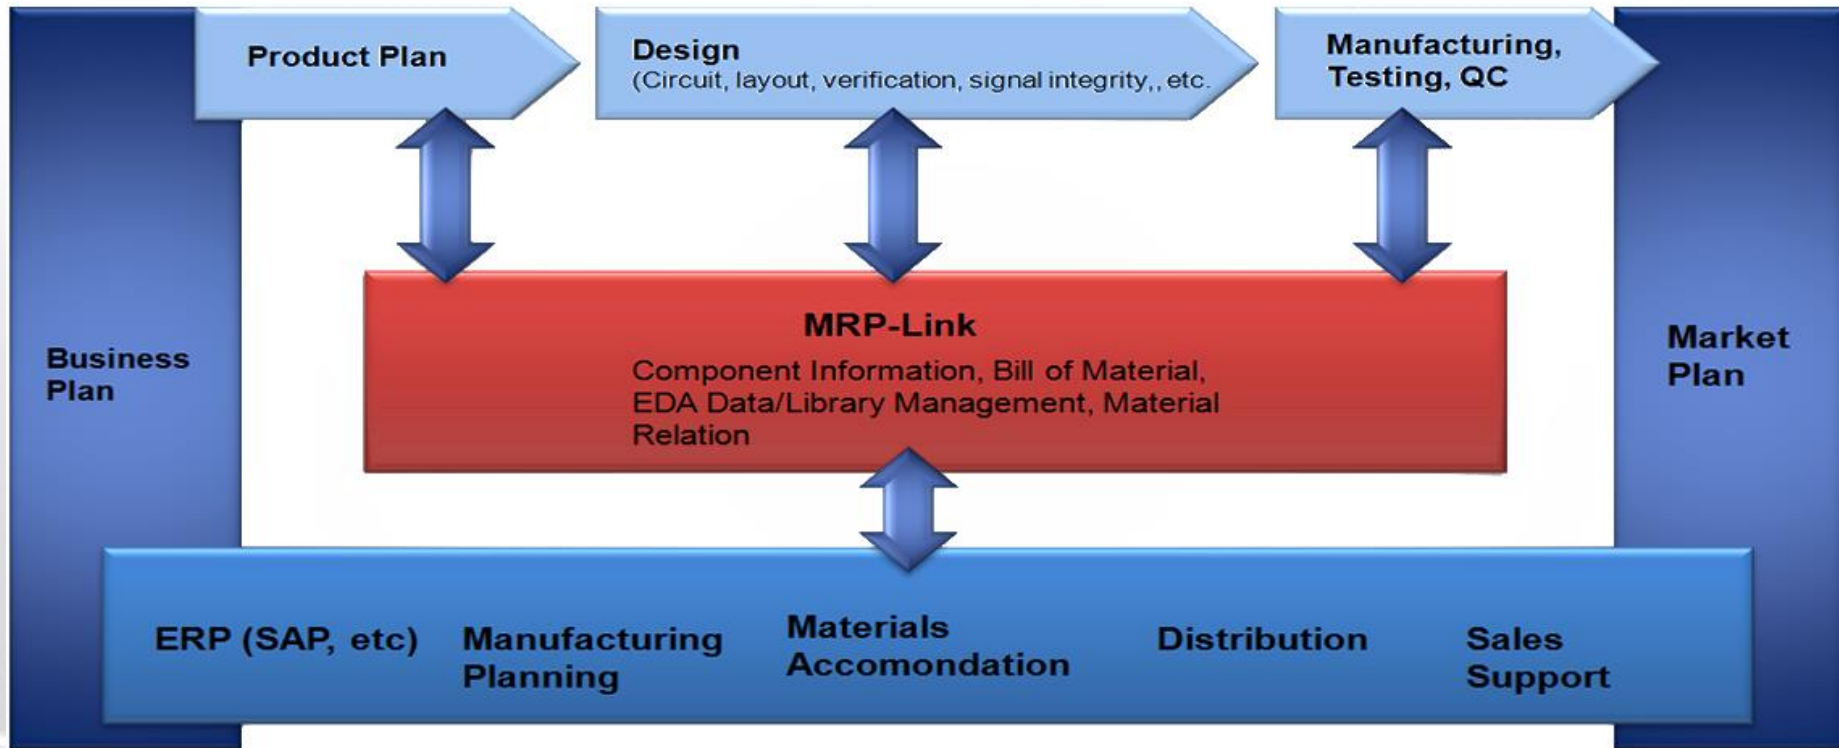 Product Plan
Design
(Circuit, layout, verification, signal integrity,, etc.
Manufacturing,
Testing, QC
Business
Plan
MRP-Link
Component Information, Bill of Material,
EDA Data/Library Management, Material
Relation
Market
Plan
ERP (SAP, etc)
Manufacturing
Planning
Materials
Accomondation
Distribution
Sales
Support